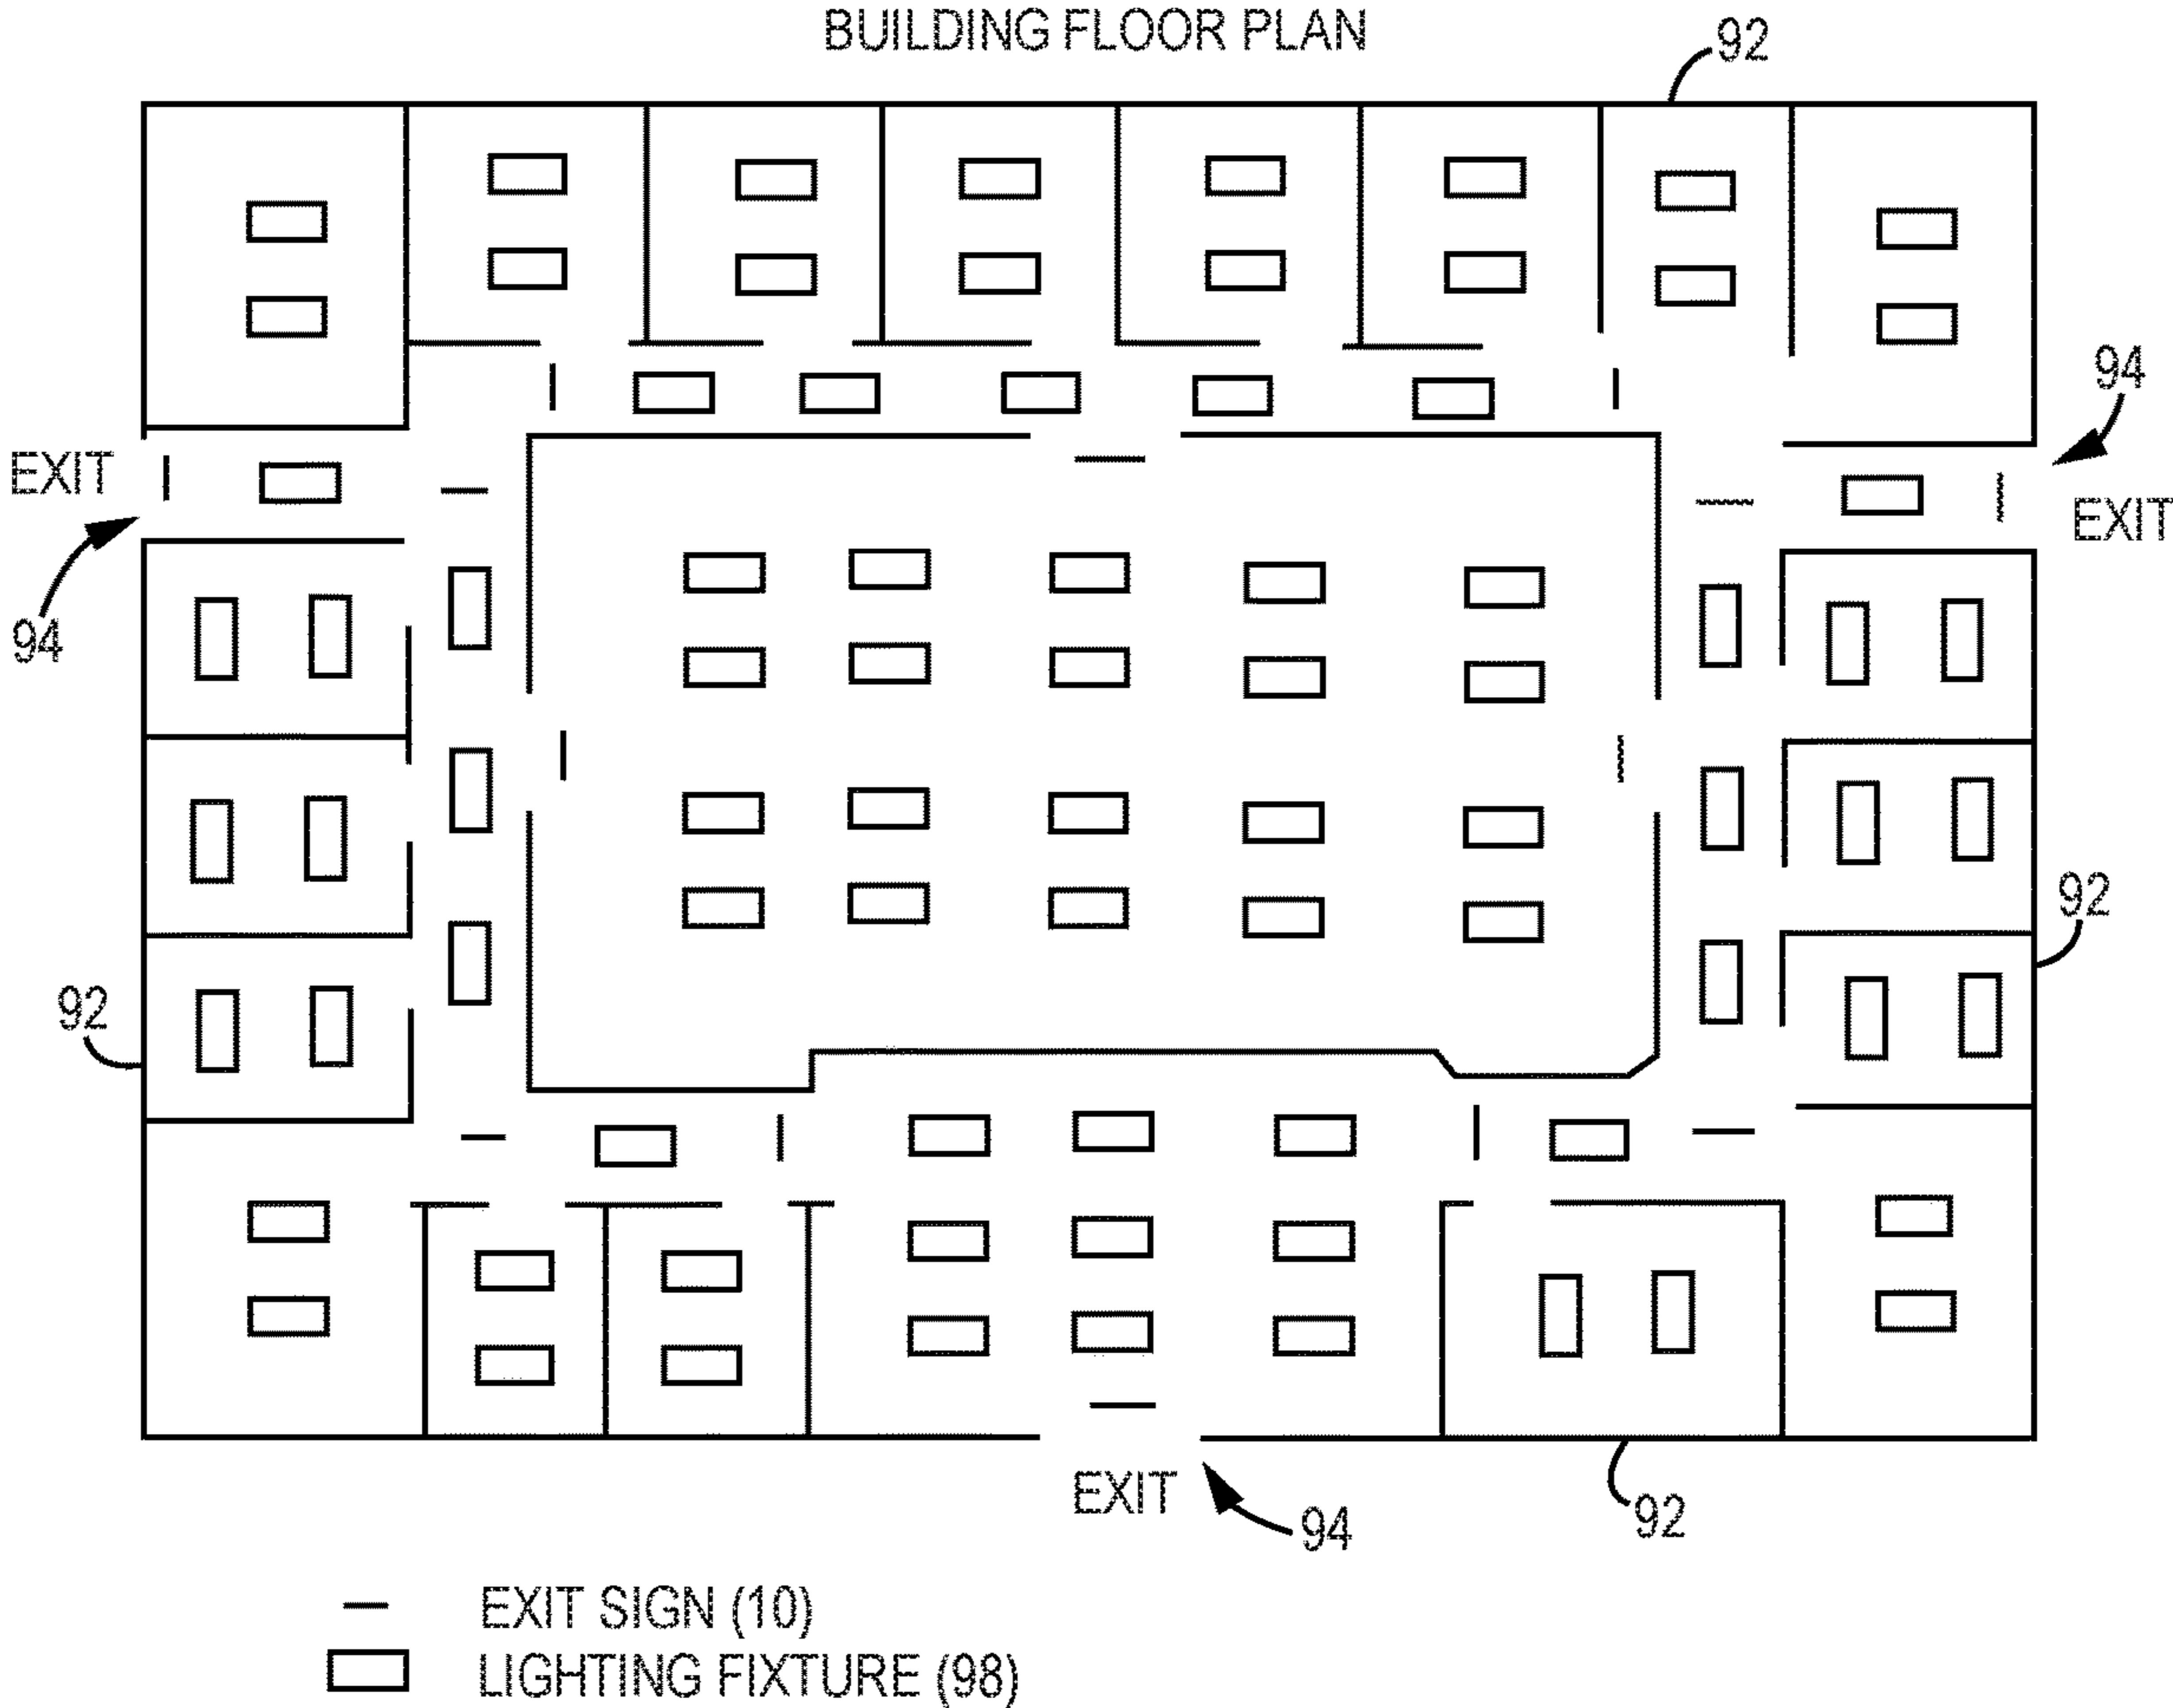 BUILDING FLOOR PLAN
92
94
EXIT
EXIT
94
92
92
EXIT
94
92
EXIT SIGN (10)
LIGHTING FIXTURE (98)